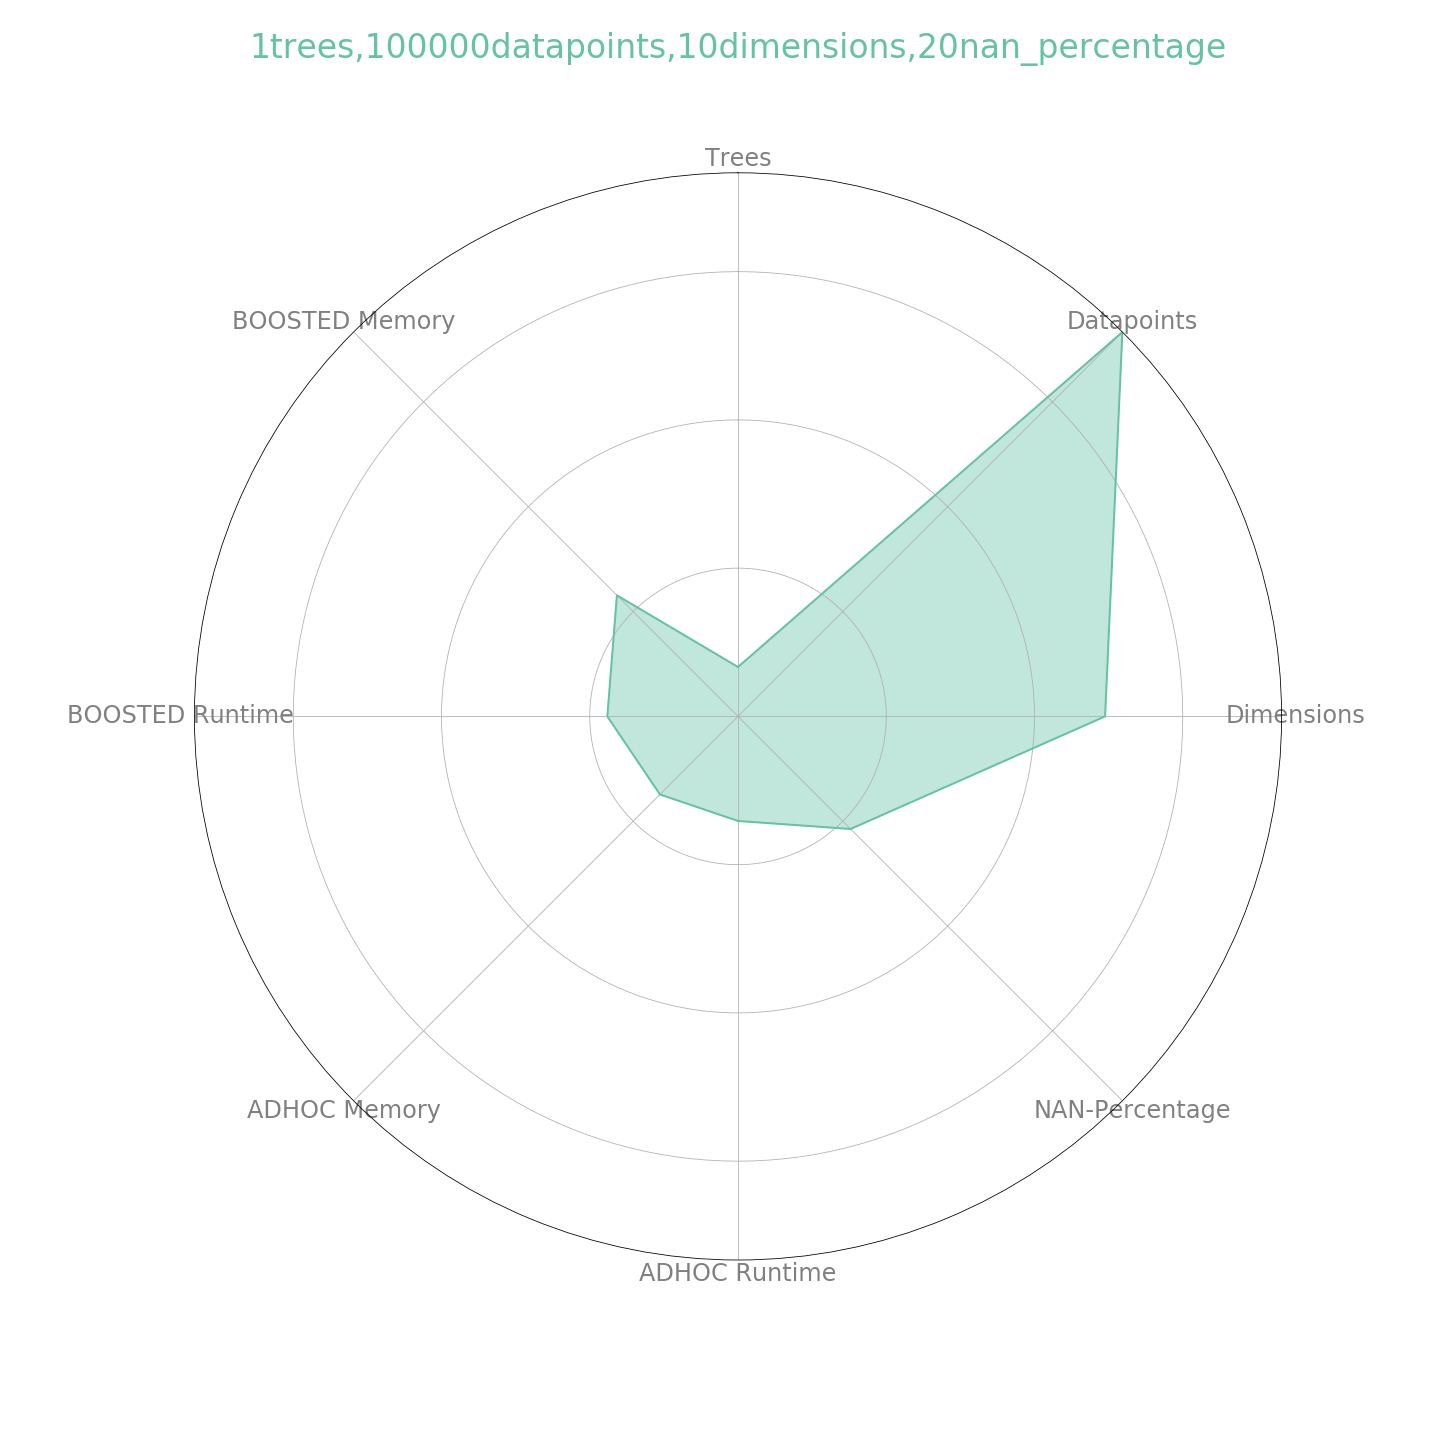 1trees,100000datapoints,10dimensions,20nan_percentage
Trees
BOOSTED Memory
Datapoints
BOOSTED Runtime
Dimensions
ADHOC Memory
NAN-Percentage
ADHOC Runtime